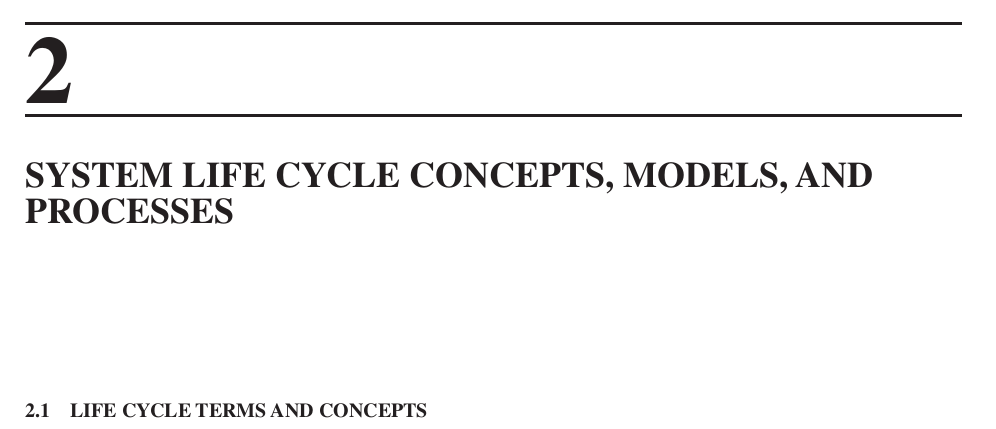 2
SYSTEM LIFE CYCLE CONCEPTS, MODELS, AND
PROCESSES
2.1 LIFE CYCLE TERMS AND CONCEPTS